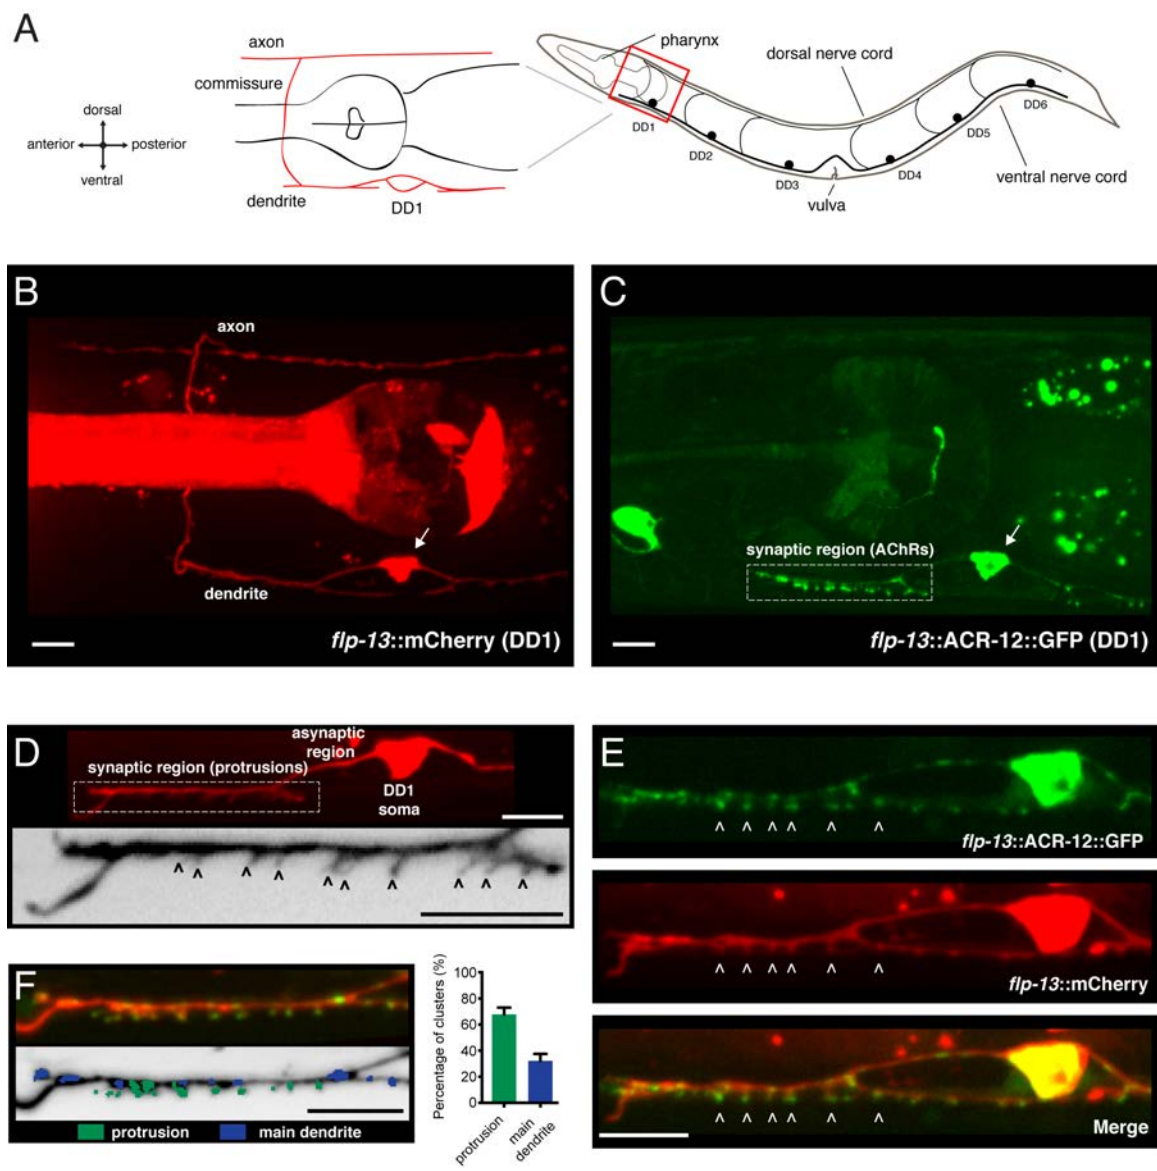 A
axon
commissure
dorsal
anterior
posterior
ventral
dendrite
DD1
pharynx
dorsal nerve cord
DD1
DD2
DD3
DD4
DD5
DD6
vulva
ventral nerve cord
B
axon
dendrite
flp-13::mCherry (DD1)
C
synaptic region (AChRs)
flp-13::ACR-12::GFP (DD1)
D
asynaptic
region
synaptic region (protrusions)
DD1
soma
^ ^ ^ ^ ^ ^ ^ ^ ^ ^
E
^ ^ ^ ^ ^ ^
flp-13::ACR-12::GFP
^ ^ ^ ^ ^ ^
flp-13::mCherry
^ ^ ^ ^ ^ ^
Merge
F
protrusion
main dendrite
Percentage of clusters (%)
100
80
60
40
20
0
protrusion
main
dendrite